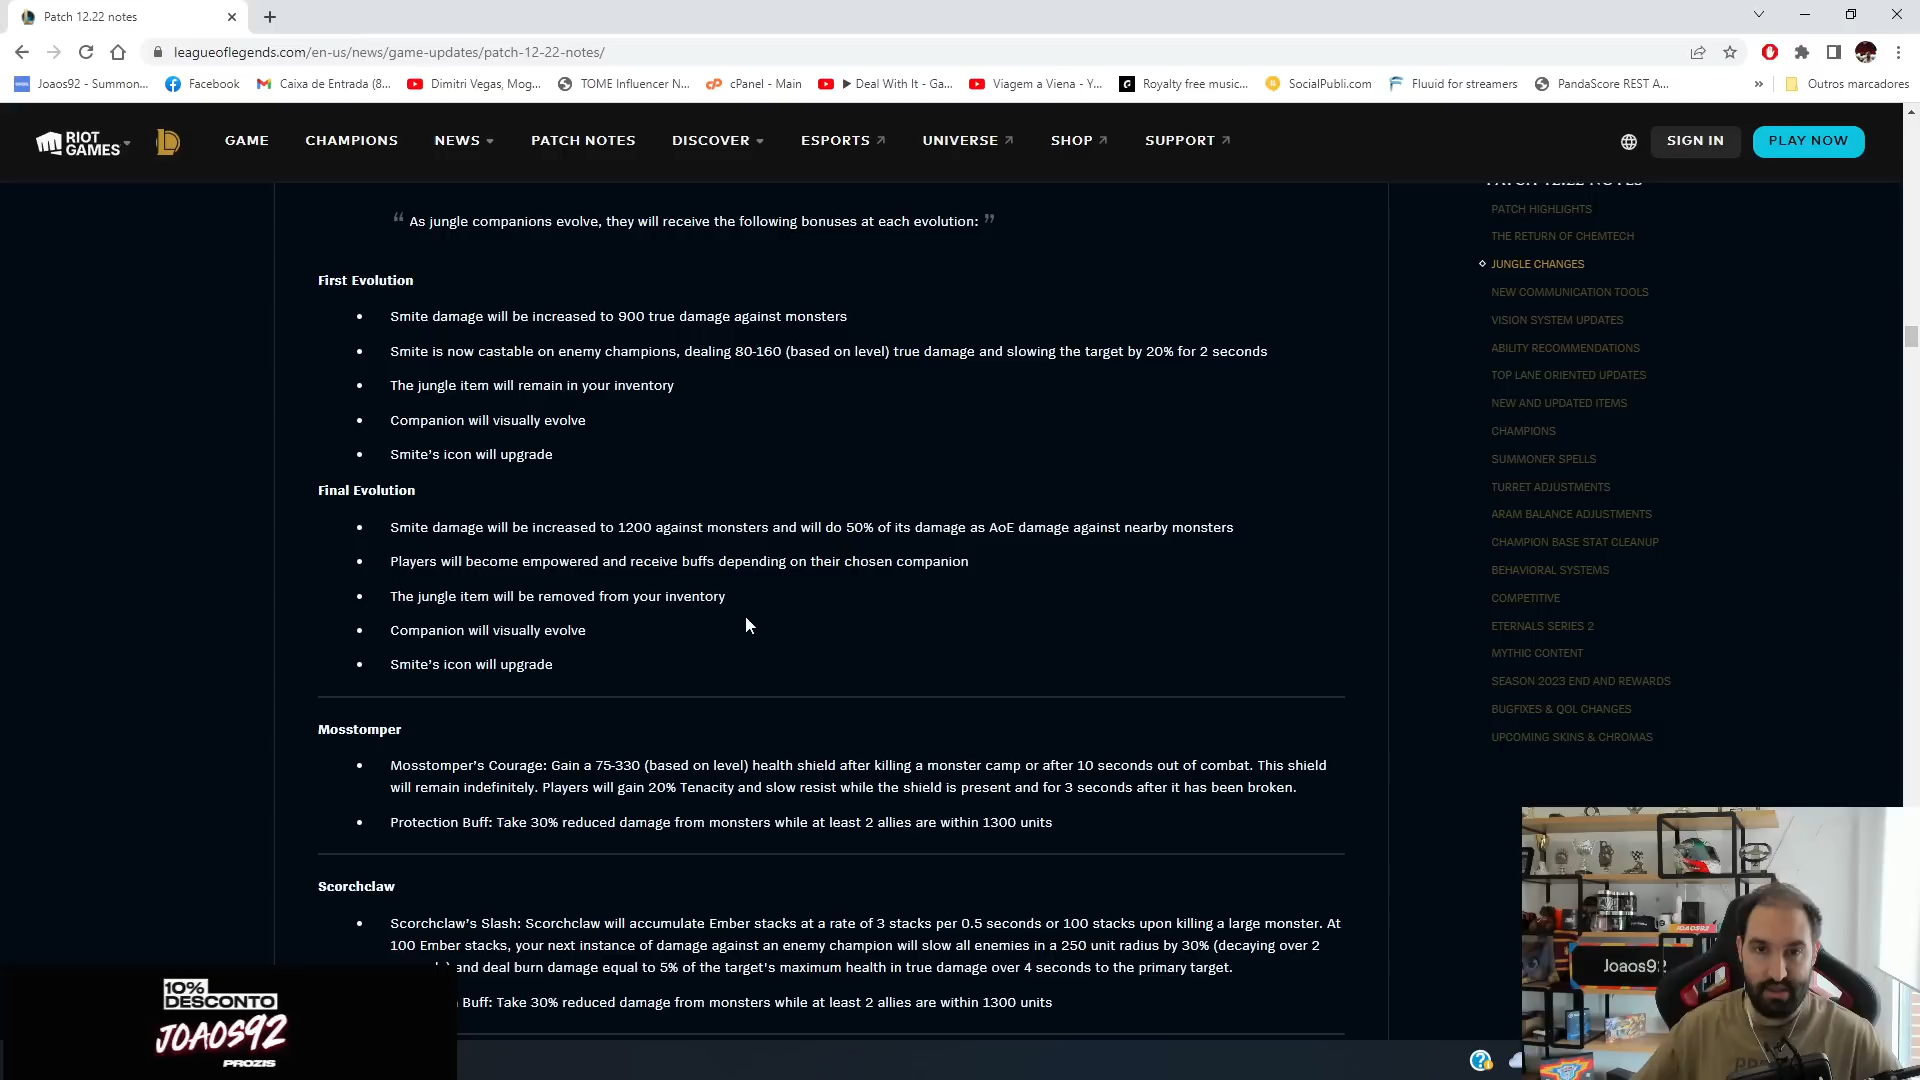 Patch 12.22 notes
leagueoflegends.com/en-us/news/game-updates/patch-12-22-notes/
Joaos92 - Summon... Facebook Caixa de Entrada (8... Dimitri Vegas, Mog... TOME Influencer N... cPanel - Main ▶ Deal With It - Ga... Viagem a Viena - Y... Royalty free music... SocialPubli.com Fluuid for streamers PandaScore REST A... » Outros marcadores
RIOT GAMES GAME CHAMPIONS NEWS PATCH NOTES DISCOVER ESPORTS UNIVERSE SHOP SUPPORT SIGN IN PLAY NOW
“ As jungle companions evolve, they will receive the following bonuses at each evolution: ”
First Evolution
• Smite damage will be increased to 900 true damage against monsters
• Smite is now castable on enemy champions, dealing 80-160 (based on level) true damage and slowing the target by 20% for 2 seconds
• The jungle item will remain in your inventory
• Companion will visually evolve
• Smite’s icon will upgrade
Final Evolution
• Smite damage will be increased to 1200 against monsters and will do 50% of its damage as AoE damage against nearby monsters
• Players will become empowered and receive buffs depending on their chosen companion
• The jungle item will be removed from your inventory
• Companion will visually evolve
• Smite’s icon will upgrade
Mosstomper
• Mosstomper’s Courage: Gain a 75-330 (based on level) health shield after killing a monster camp or after 10 seconds out of combat. This shield
will remain indefinitely. Players will gain 20% Tenacity and slow resist while the shield is present and for 3 seconds after it has been broken.
• Protection Buff: Take 30% reduced damage from monsters while at least 2 allies are within 1300 units
Scorchclaw
• Scorchclaw’s Slash: Scorchclaw will accumulate Ember stacks at a rate of 3 stacks per 0.5 seconds or 100 stacks upon killing a large monster. At
100 Ember stacks, your next instance of damage against an enemy champion will slow all enemies in a 250 unit radius by 30% (decaying over 2
) and deal burn damage equal to 5% of the target's maximum health in true damage over 4 seconds to the primary target.
Buff: Take 30% reduced damage from monsters while at least 2 allies are within 1300 units
PATCH 12.22 NOTES
PATCH HIGHLIGHTS
THE RETURN OF CHEMTECH
JUNGLE CHANGES
NEW COMMUNICATION TOOLS
VISION SYSTEM UPDATES
ABILITY RECOMMENDATIONS
TOP LANE ORIENTED UPDATES
NEW AND UPDATED ITEMS
CHAMPIONS
SUMMONER SPELLS
TURRET ADJUSTMENTS
ARAM BALANCE ADJUSTMENTS
CHAMPION BASE STAT CLEANUP
BEHAVIORAL SYSTEMS
COMPETITIVE
ETERNALS SERIES 2
MYTHIC CONTENT
SEASON 2023 END AND REWARDS
BUGFIXES & QOL CHANGES
UPCOMING SKINS & CHROMAS
10%
DESCONTO
JOAOS92
PROZIS
Joaos92